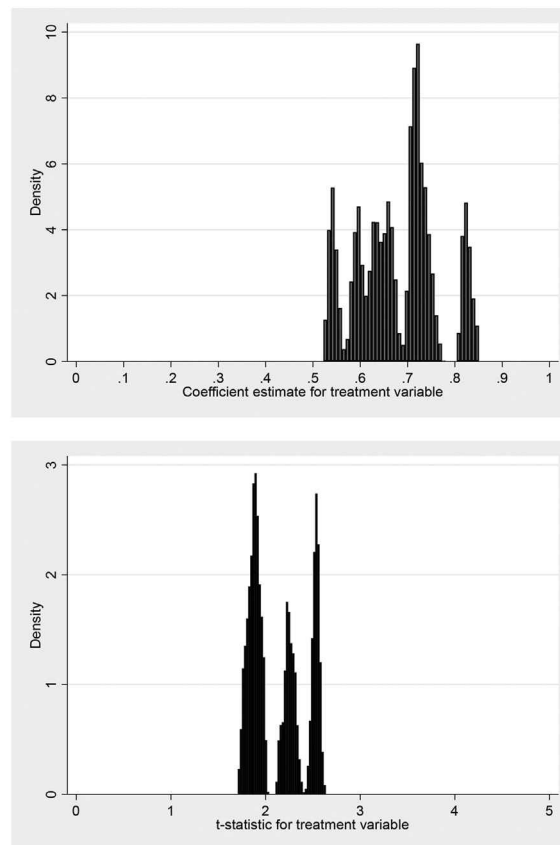 10
8
6
4
2
0
Density
0 .1 .2 .3 .4 .5 .6 .7 .8 .9 1
Coefficient estimate for treatment variable
3
2
1
0
Density
0 1 2 3 4 5
t-statistic for treatment variable